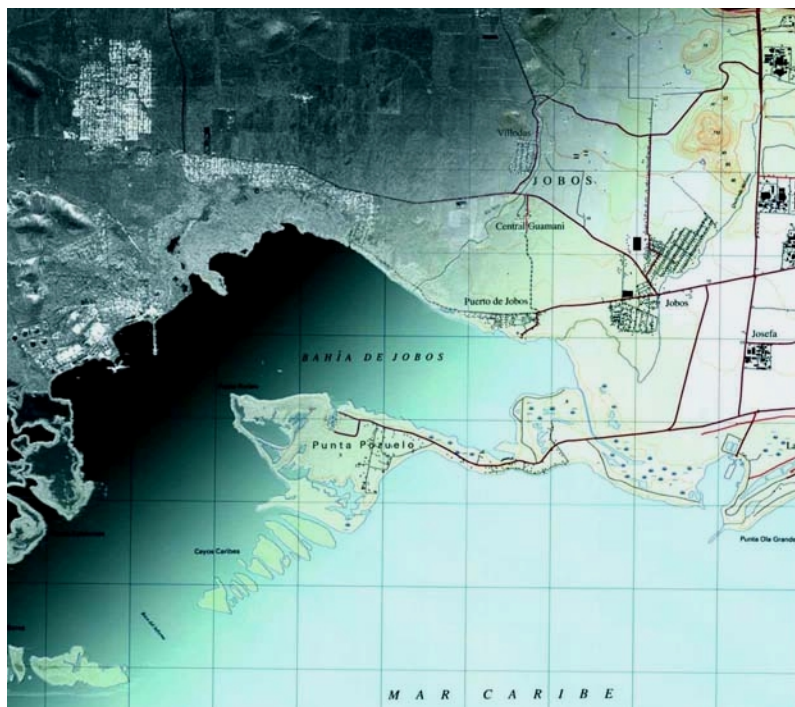 Villodas
JOBOS
Central Guamani
Puerto de Jobos
Jobos
Josefa
BAHÍA DE JOBOS
Punta Pozuelo
La
Cayos Caribes
Punta Ola Grande
MAR CARIBE